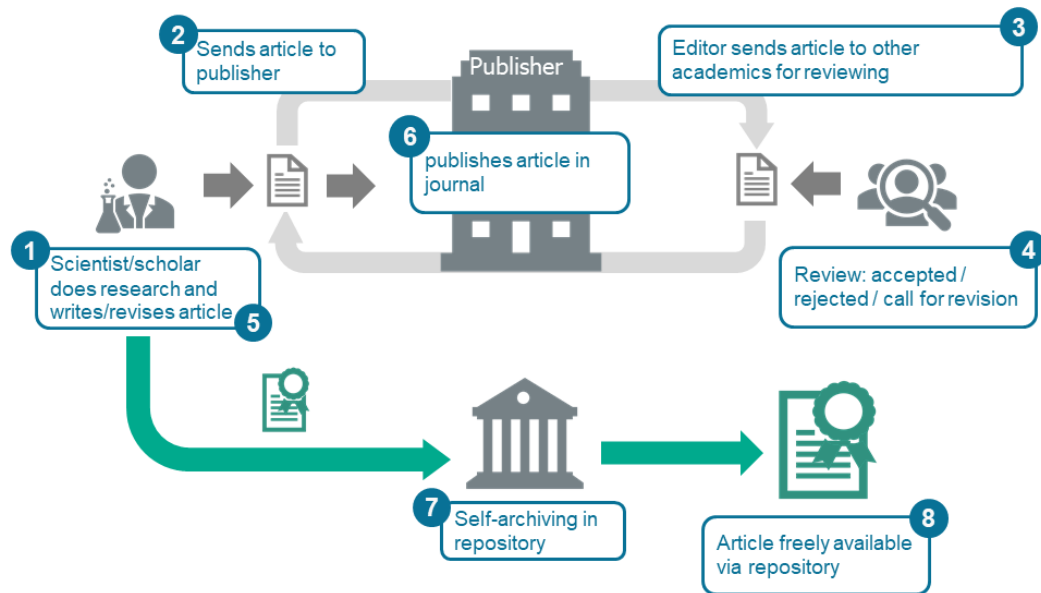 2
Sends article to
publisher
Publisher
3
Editor sends article to other
academics for reviewing
6
publishes article in
journal
1
Scientist/scholar
does research and
writes/revises article
5
4
Review: accepted /
rejected / call for revision
7
Self-archiving in
repository
8
Article freely available
via repository